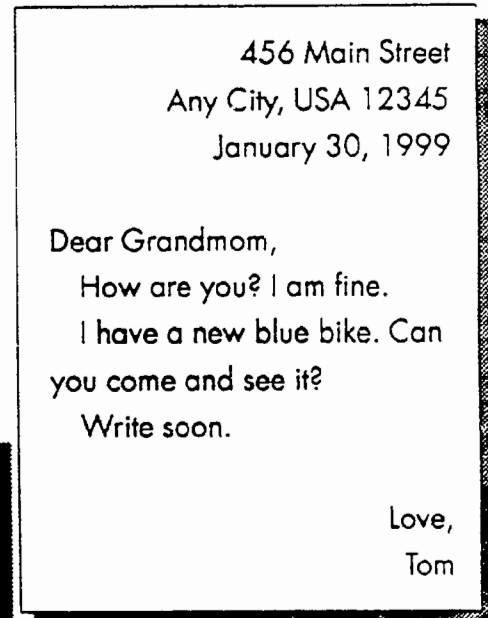 456 Main Street
Any City, USA 12345
January 30, 1999
Dear Grandmom,
How are you? I am fine.
I have a new blue bike. Can
you come and see it?
Write soon.
Love,
Tom